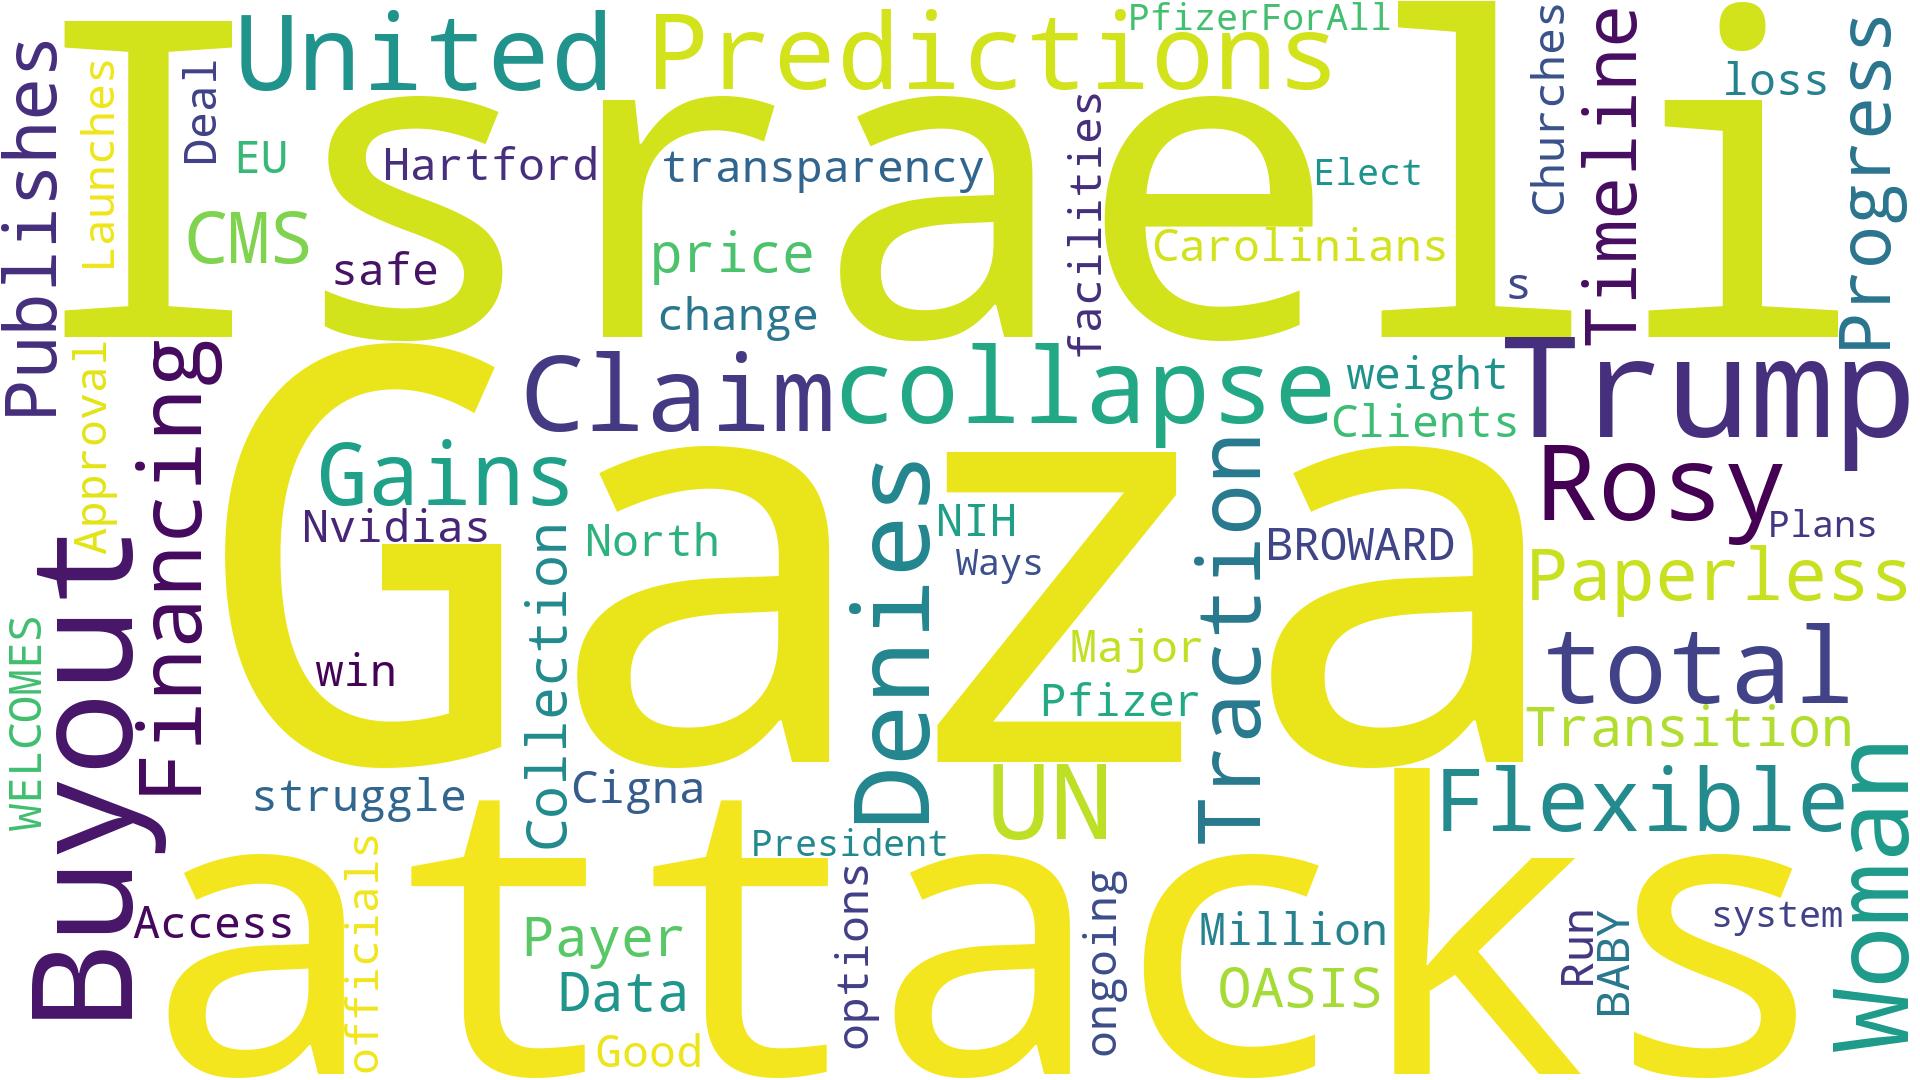 PfizerForAll
United
Predictions
Israeli
Publishes
Launches
Deal
EU
Hartford
transparency
facilities
Elect
Churches
Timeline
loss
Progress
CMS
safe
price
change
Carolinians
s
Approval
Financing
Claim
collapse
weight
Clients
Trump
Gaza
Gains
Nvidias
North
Denies
NIH
Ways
Traction
BROWARD
Rosy
Plans
Paperless
Buyout
WELCOMES
win
Collection
Major
Pfizer
total
Transition
struggle
Cigna
President
UN
Flexible
Woman
attacks
Access
officials
Payer
Data
Good
options
ongoing
Million
OASIS
Run
BABY
system